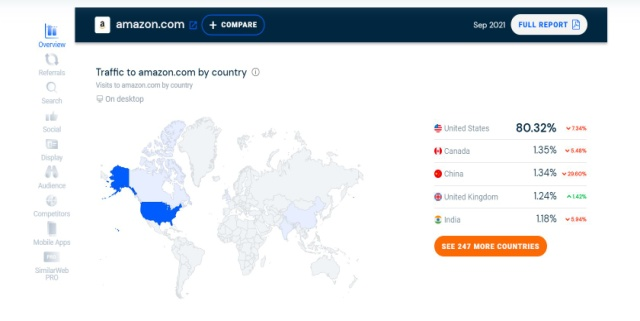 amazon.com
+ COMPARE
Sep 2021
FULL REPORT
Overview
Referrals
Search
Social
Display
Audience
Competitors
Mobile Apps
SimilarWeb
PRO
Traffic to amazon.com by country
Visits to amazon.com by country
On desktop
United States 80.32% 7.34%
Canada 1.35% 5.48%
China 1.34% 20.60%
United Kingdom 1.24% 1.42%
India 1.18% 5.94%
SEE 247 MORE COUNTRIES